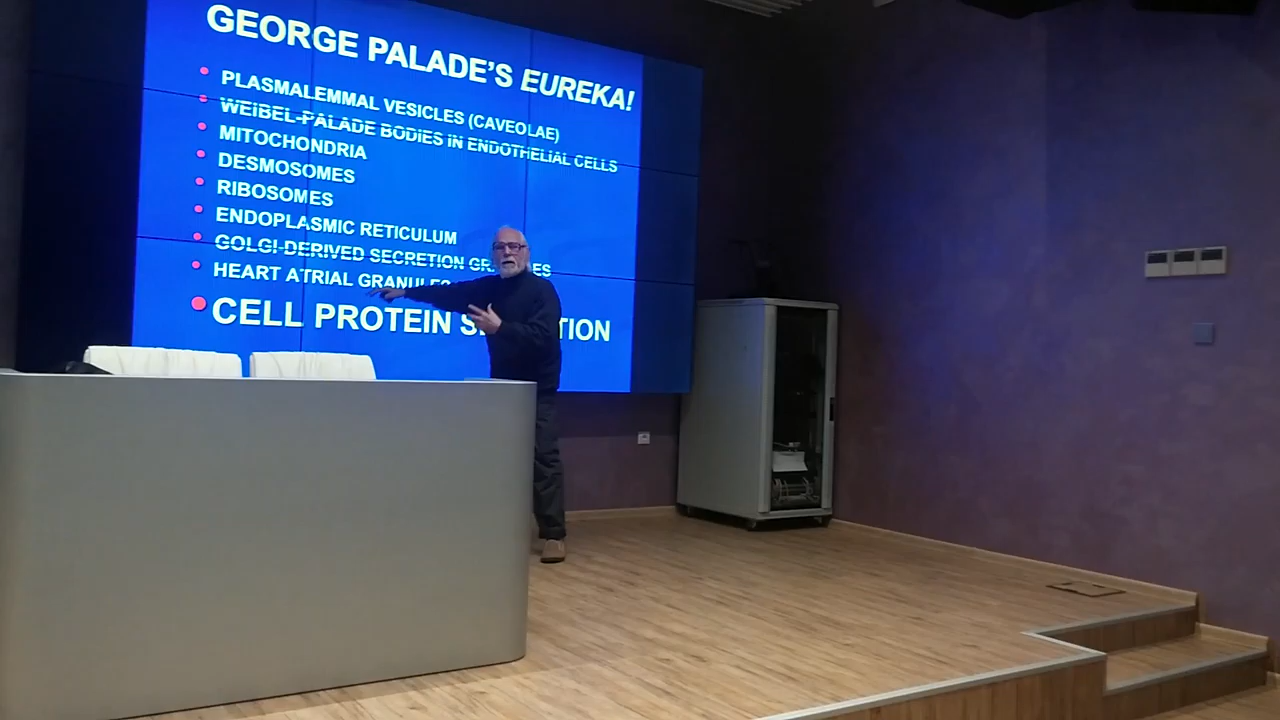 GEORGE PALADE'S EUREKA!
• PLASMALEMMAL VESICLES (CAVEOLAE)
• WEIBEL-PALADE BODIES IN ENDOTHELIAL CELLS
• MITOCHONDRIA
• DESMOSOMES
• RIBOSOMES
• ENDOPLASMIC RETICULUM
• GOLGI-DERIVED SECRETION
• HEART ATRIAL
• CELL PROTEIN